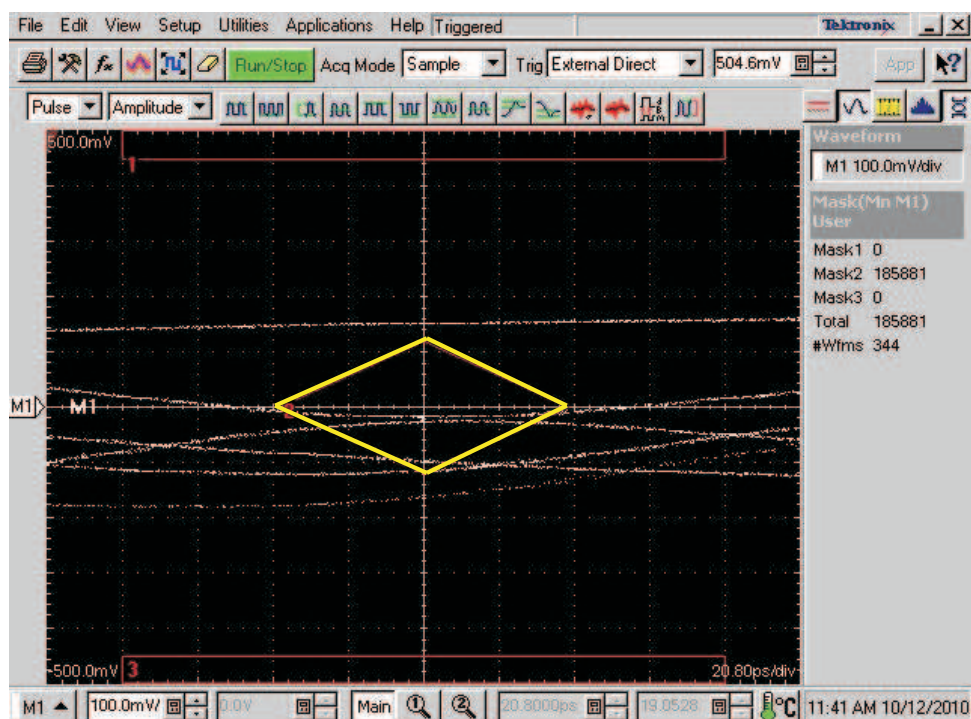 File Edit View Setup Utilities Applications Help Triggered Tektronix
Run/Stop Acq Mode Sample Trig External Direct 504.6mV App
Pulse Amplitude
500.0mV
1
Waveform
M1 100.0mV/div
Mask(Mn M1)
User
Mask1 0
Mask2 185881
Mask3 0
Total 185881
#Wfms 344
M1 M1
2
-500.0mV 3 20.80ps/div
M1 100.0mV/ 0.0V Main 1 2 20.8000ps 19.0528 °C 11:41 AM 10/12/2010